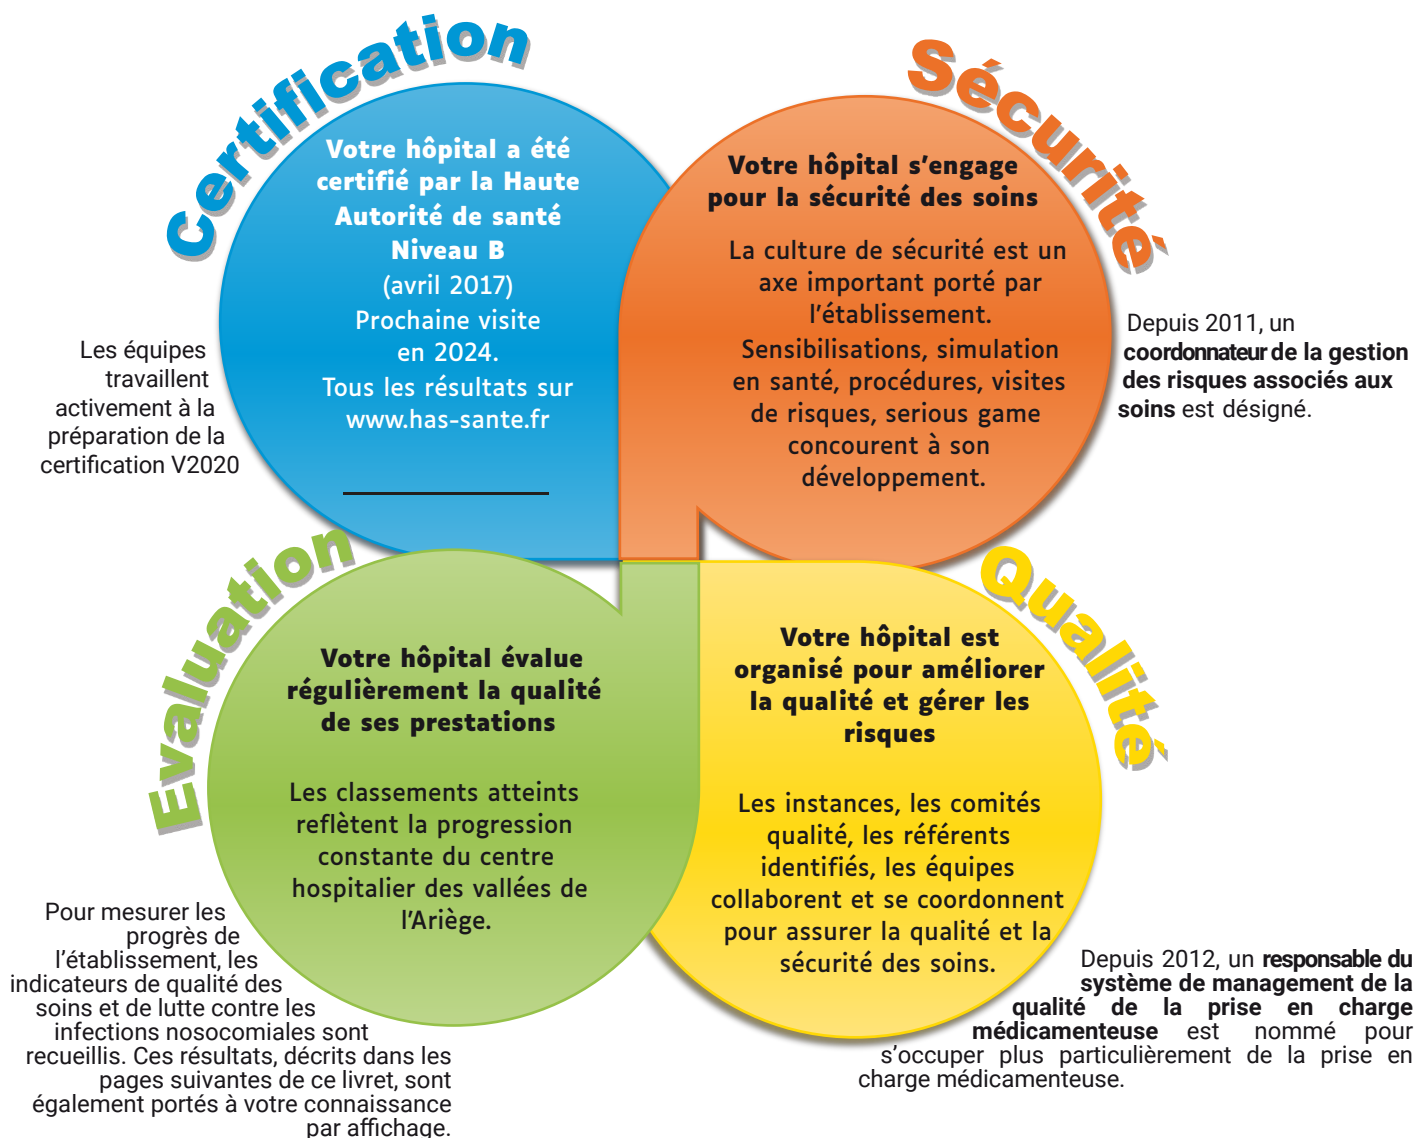 Certification
Votre hôpital a été
certifié par la Haute
Autorité de santé
Niveau B
(avril 2017)
Prochaine visite
en 2024.
Tous les résultats sur
www.has-sante.fr
Les équipes
travaillent
activement à la
préparation de la
certification V2020
Sécurité
Votre hôpital s’engage
pour la sécurité des soins
La culture de sécurité est un
axe important porté par
l’établissement.
Sensibilisations, simulation
en santé, procédures, visites
de risques, serious game
concourent à son
développement.
Depuis 2011, un
coordonnateur de la gestion
des risques associés aux
soins est désigné.
Evaluation
Votre hôpital évalue
régulièrement la qualité
de ses prestations
Les classements atteints
reflètent la progression
constante du centre
hospitalier des vallées de
l’Ariège.
Pour mesurer les
progrès de
l’établissement, les
indicateurs de qualité des
soins et de lutte contre les
infections nosocomiales sont
recueillis. Ces résultats, décrits dans les
pages suivantes de ce livret, sont
également portés à votre connaissance
par affichage.
Qualité
Votre hôpital est
organisé pour améliorer
la qualité et gérer les
risques
Les instances, les comités
qualité, les référents
identifiés, les équipes
collaborent et se coordonnent
pour assurer la qualité et la
sécurité des soins.
Depuis 2012, un responsable du
système de management de la
qualité de la prise en charge
médicamenteuse est nommé pour
s’occuper plus particulièrement de la prise en
charge médicamenteuse.